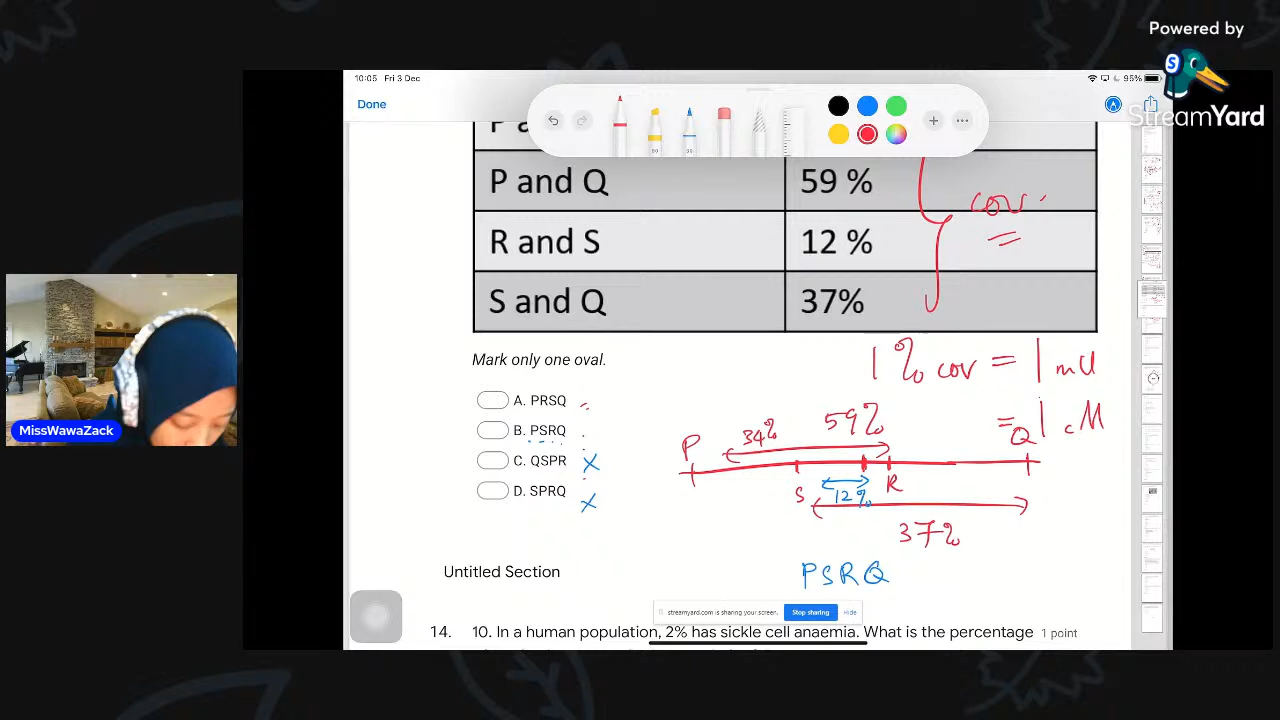 Powered by
StreamYard
10:05 Fri 3 Dec
95%
Done
P and Q 59 %
R and S 12 %
S and Q 37%
cov.
=
Mark only one oval.
1% cov = 1 mU
= 1 cM
A. PRSQ
B. PSRQ
C. QSPR X
D. SPRQ X
59%
34%
P
Q
S
R
12%
37%
PSRQ
MissWawaZack
Untitled Section
streamyard.com is sharing your screen.
Stop sharing
Hide
14. 10. In a human population, 2% has sickle cell anaemia. What is the percentage 1 point